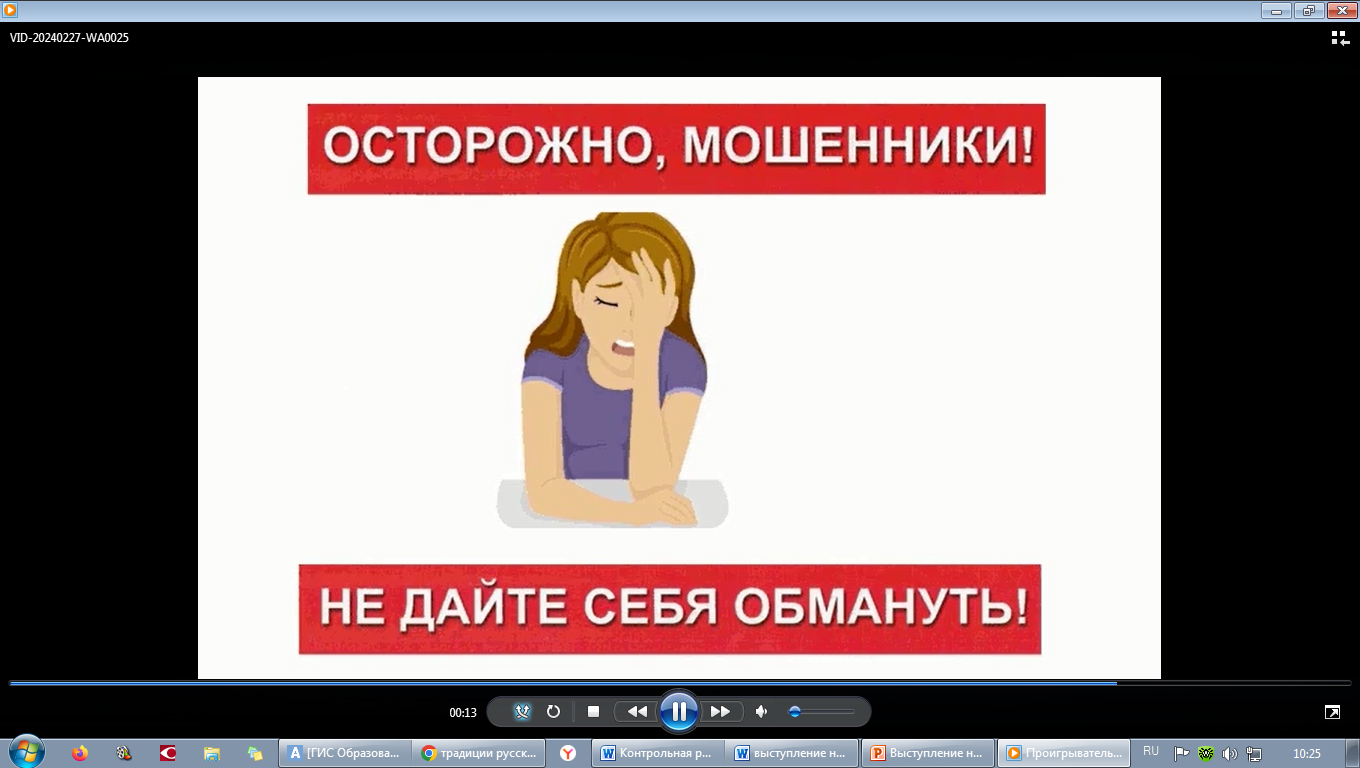 VID-20240227-WA0025
ОСТОРОЖНО, МОШЕННИКИ!
НЕ ДАЙТЕ СЕБЯ ОБМАНУТЬ!
00:13
[ГИС Образова...
традиции русск...
Контрольная р...
выступление н...
Выступление н...
Проигрыватель...
RU
10:25